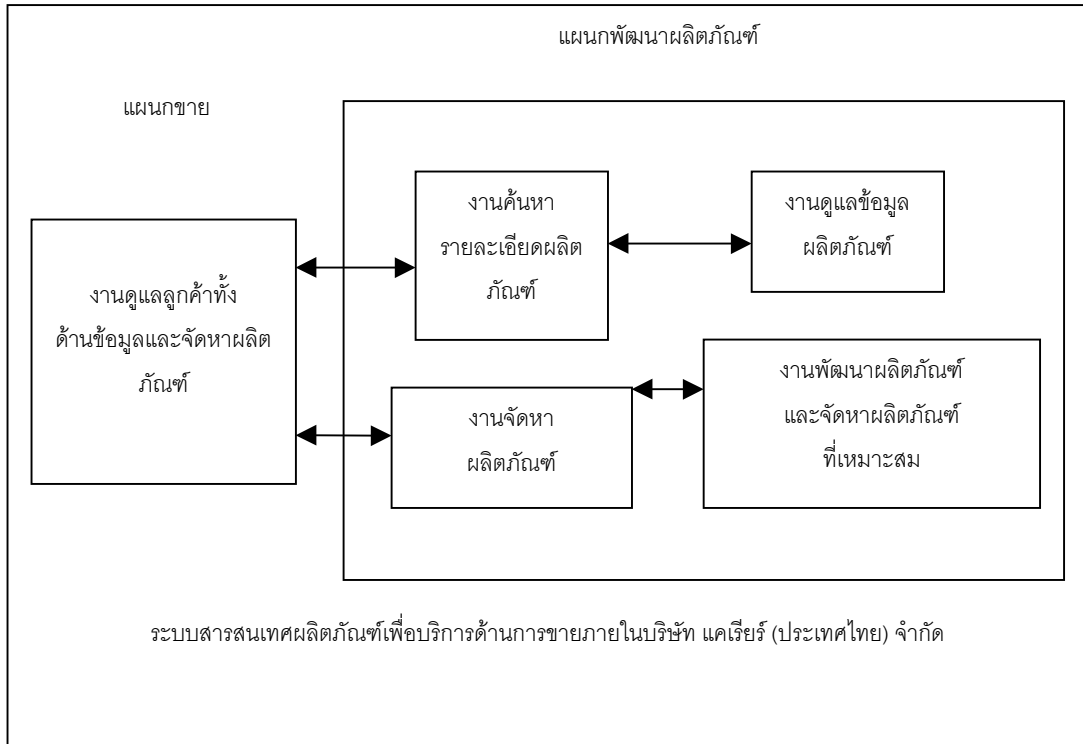 แผนกพัฒนาผลิตภัณฑ์
แผนกขาย
งานค้นหา
รายละเอียดผลิต
ภัณฑ์
งานดูแลข้อมูล
ผลิตภัณฑ์
งานดูแลลูกค้าทั้ง
ด้านข้อมูลและจัดหาผลิต
ภัณฑ์
งานจัดหา
ผลิตภัณฑ์
งานพัฒนาผลิตภัณฑ์
และจัดหาผลิตภัณฑ์
ที่เหมาะสม
ระบบสารสนเทศผลิตภัณฑ์เพื่อบริการด้านการขายภายในบริษัท แคเรียร์ (ประเทศไทย) จำกัด